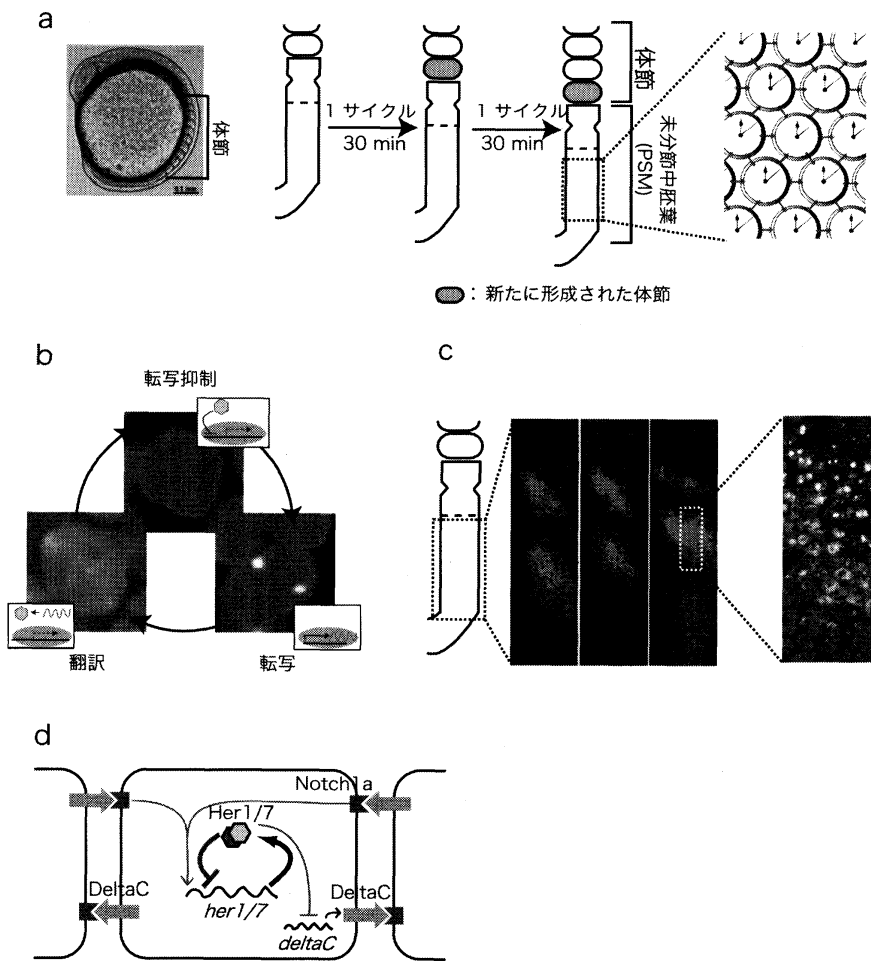 a
体節
1 サイクル
30 min
1 サイクル
30 min
体節
未分節中胚葉
(PSM)
: 新たに形成された体節
b
転写抑制
翻訳
転写
c
d
Notch1a
Her1/7
her1/7
DeltaC
deltaC
DeltaC